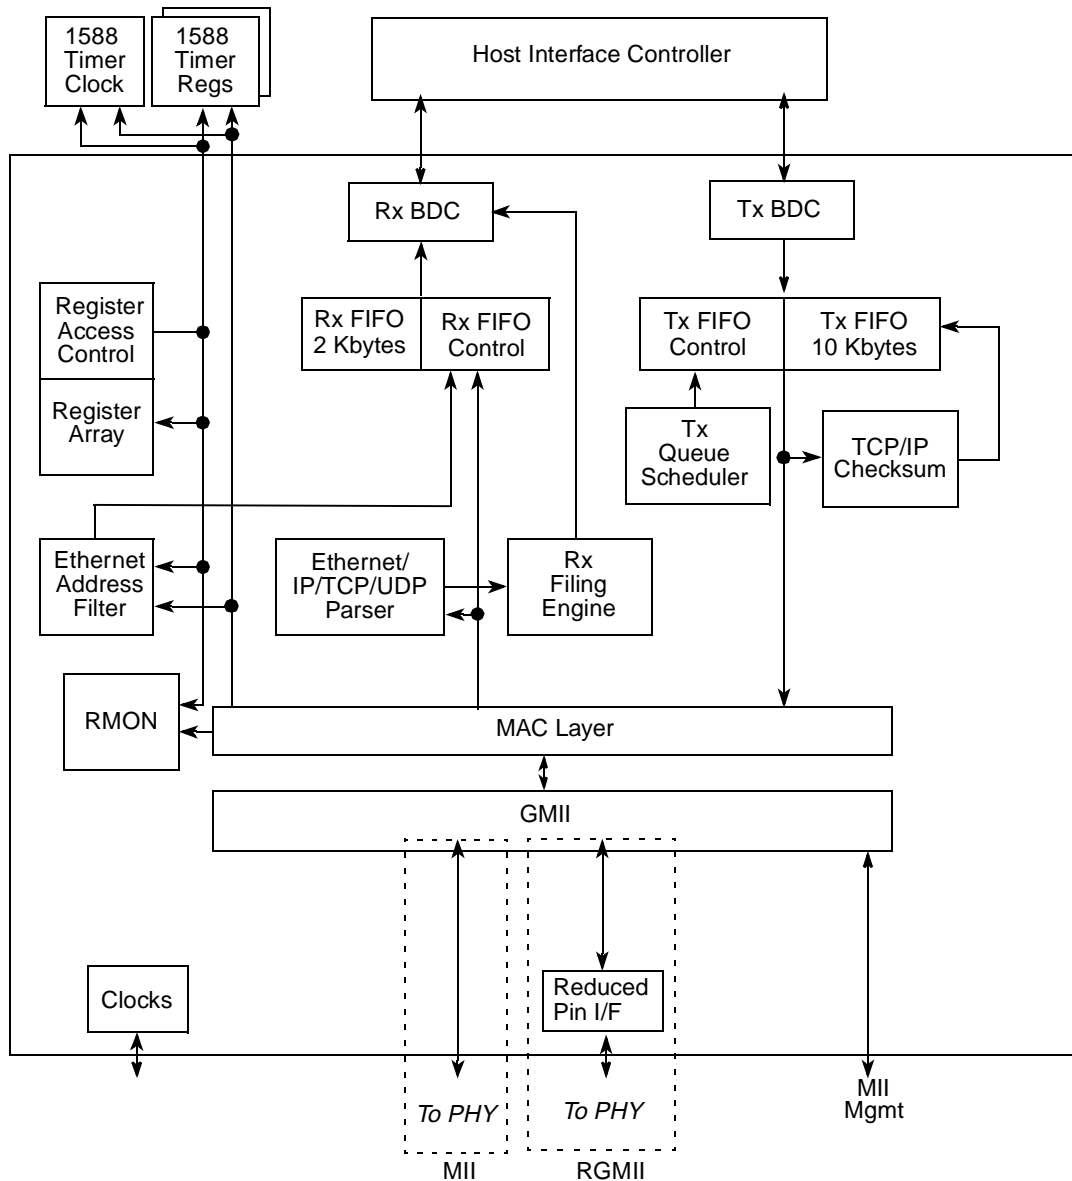 1588
Timer
Clock
1588
Timer
Regs
Host Interface Controller
Rx BDC
Tx BDC
Register
Access
Control
Rx FIFO
2 Kbytes
Rx FIFO
Control
Tx FIFO
Control
Tx FIFO
10 Kbytes
Register
Array
Tx
Queue
Scheduler
TCP/IP
Checksum
Ethernet
Address
Filter
Ethernet/
IP/TCP/UDP
Parser
Rx
Filing
Engine
RMON
MAC Layer
GMII
Clocks
Reduced
Pin I/F
To PHY
To PHY
MII
Mgmt
MII
RGMII